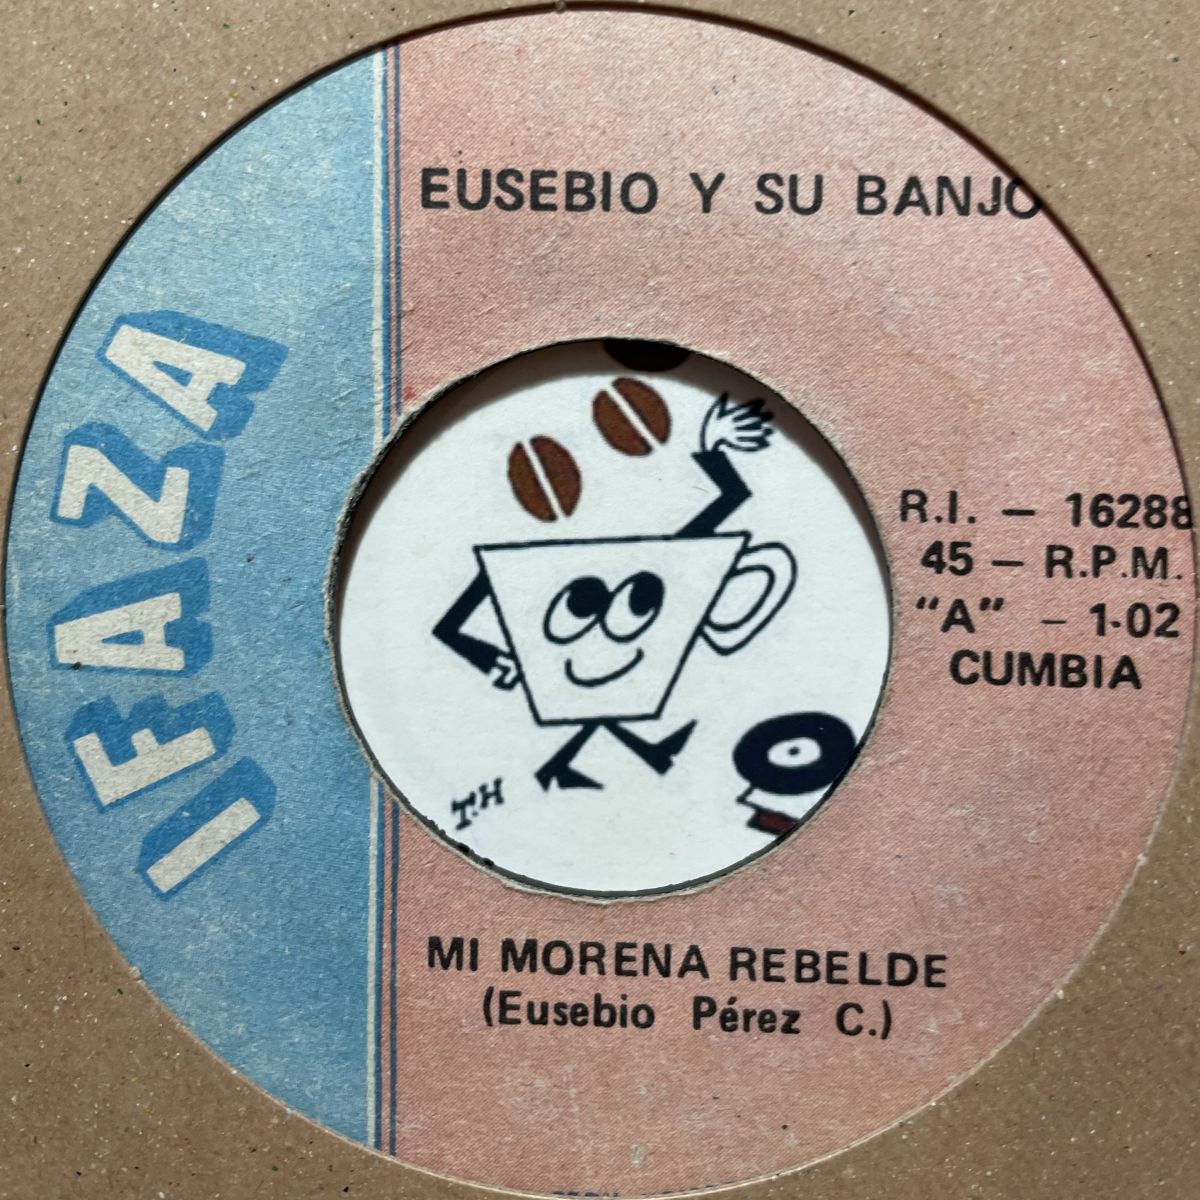 IFAZA
EUSEBIO Y SU BANJO
R.I. — 16288
45 — R.P.M.
"A" — 1-02
CUMBIA
T.H
MI MORENA REBELDE
(Eusebio Pérez C.)